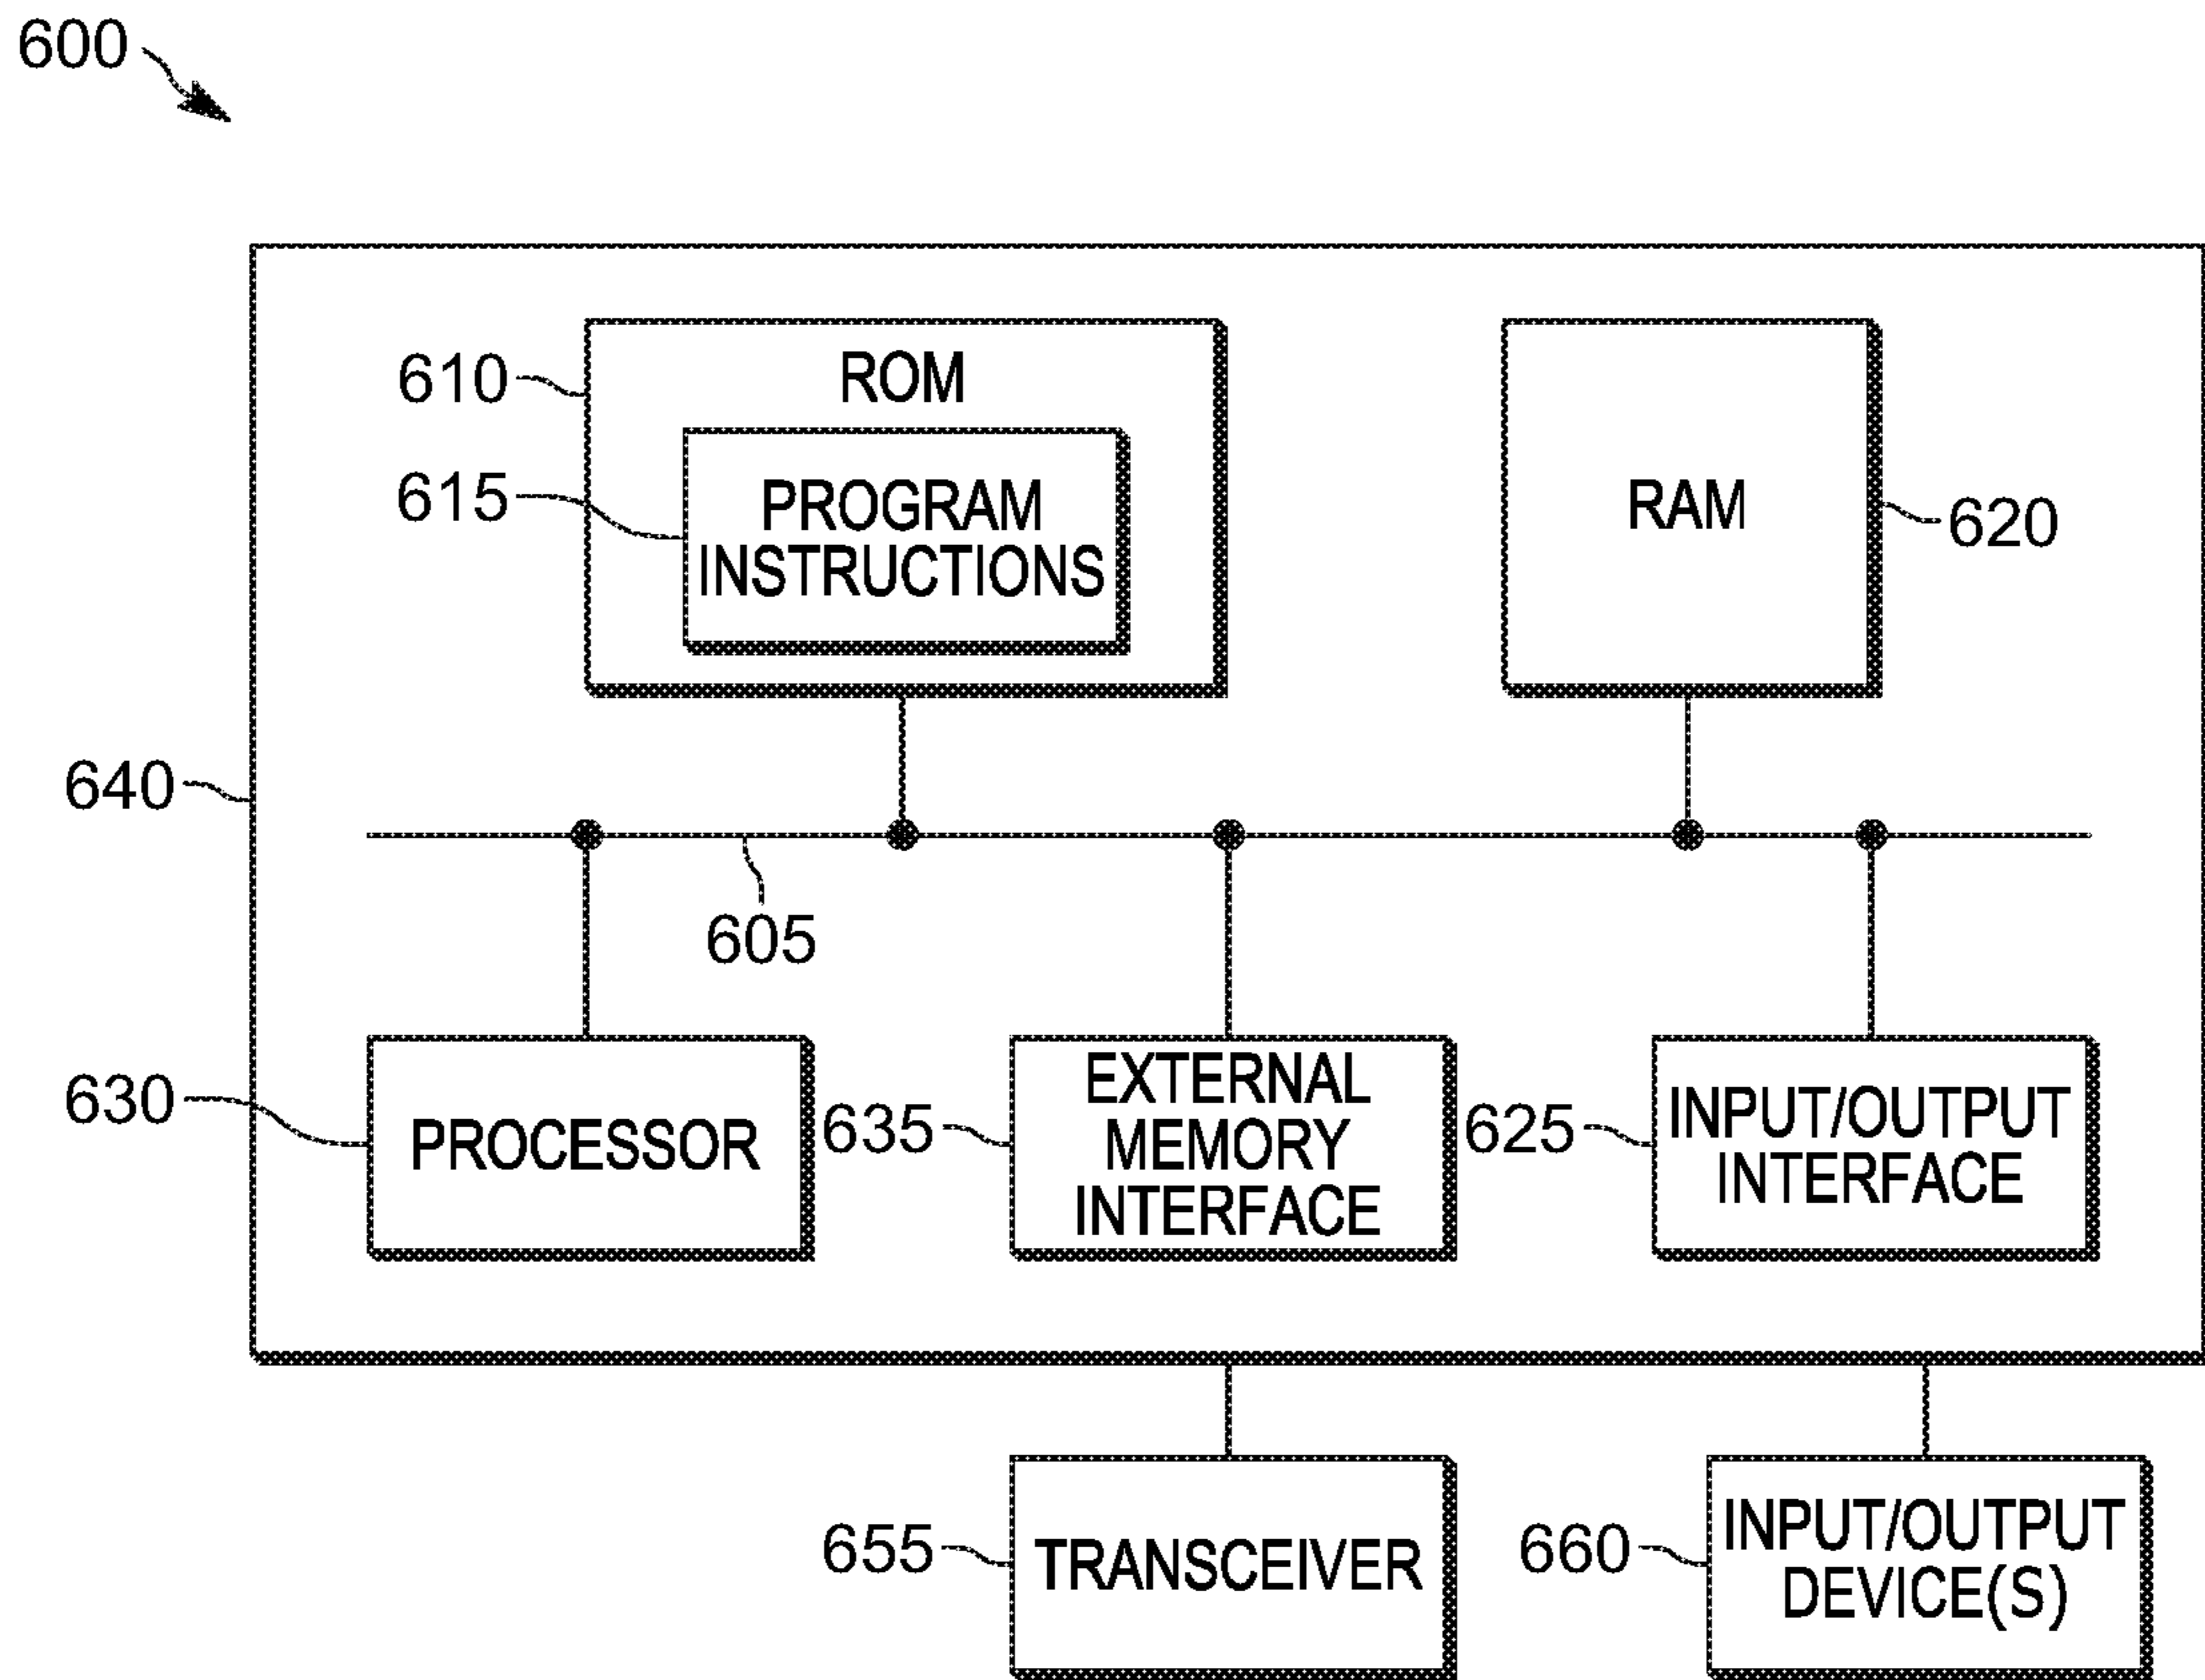 600
610
ROM
615
PROGRAM
INSTRUCTIONS
RAM
620
640
605
630
PROCESSOR
635
EXTERNAL
MEMORY
INTERFACE
625
INPUT/OUTPUT
INTERFACE
655
TRANSCEIVER
660
INPUT/OUTPUT
DEVICE(S)